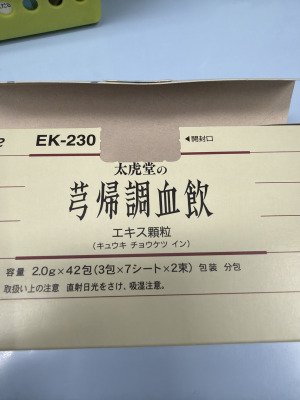 EK-230
◀開封口
太虎堂の
芎帰調血飲
エキス顆粒
(キュウキ チョウケツ イン)
容量 2.0g×42包(3包×7シート×2束)包装 分包
取扱い上の注意 直射日光をさけ、吸湿注意。